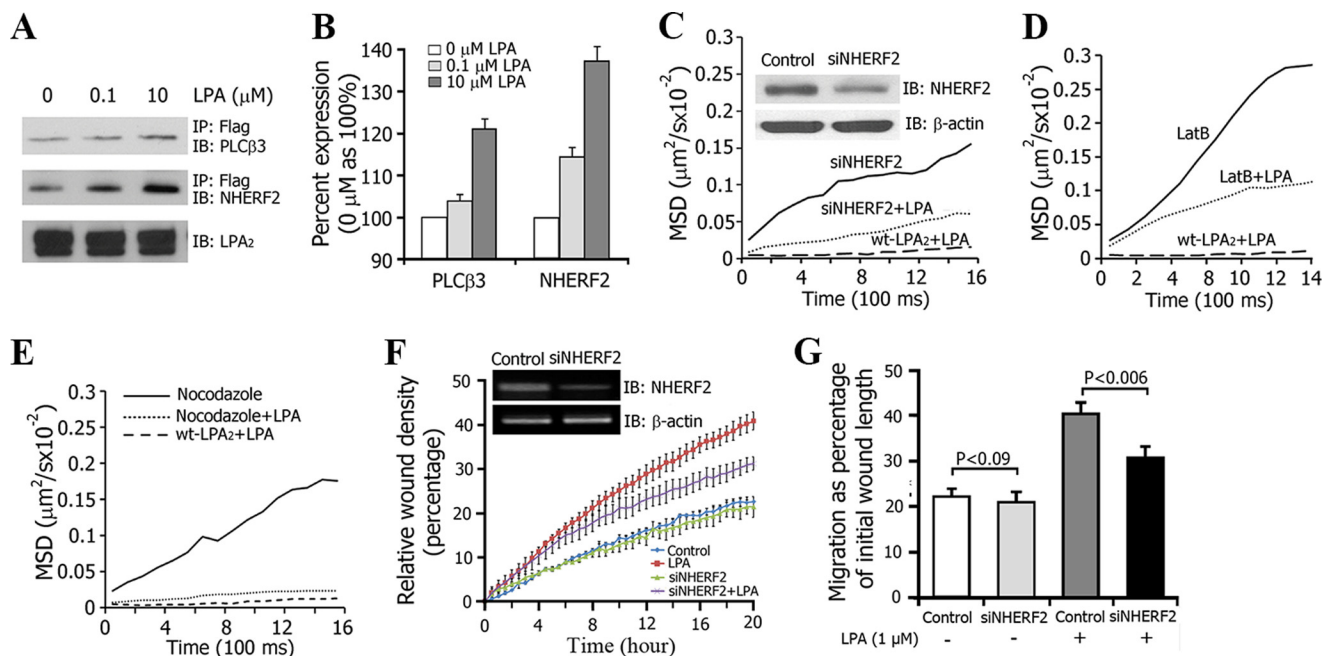 A
0 0.1 10 LPA (μM)
IP: Flag
IB: PLCβ3
IP: Flag
IB: NHERF2
IB: LPA₂
B
Percent expression
(0 μM as 100%)
140
130
120
110
100
90
0 μM LPA
0.1 μM LPA
10 μM LPA
PLCβ3 NHERF2
C
MSD (μm²/sx10⁻²)
0.3
0.25
0.2
0.15
0.1
0.05
0
Control siNHERF2
IB: NHERF2
IB: β-actin
siNHERF2
siNHERF2+LPA
wt-LPA₂+LPA
0 4 8 12 16
Time (100 ms)
D
MSD (μm²/sx10⁻²)
0.3
0.25
0.2
0.15
0.1
0.05
0
LatB
LatB+LPA
wt-LPA₂+LPA
0 2 4 6 8 10 12 14
Time (100 ms)
E
MSD (μm²/sx10⁻²)
0.3
0.25
0.2
0.15
0.1
0.05
0
Nocodazole
Nocodazole+LPA
wt-LPA₂+LPA
0 4 8 12 16
Time (100 ms)
F
Relative wound density
(percentage)
50
40
30
20
10
0
Control siNHERF2
IB: NHERF2
IB: β-actin
Control
LPA
siNHERF2
siNHERF2+LPA
0 4 8 12 16 20
Time (hour)
G
Migration as percentage
of initial wound length
50
40
30
20
10
0
P<0.09
P<0.006
Control siNHERF2 Control siNHERF2
LPA (1 μM) - - + +